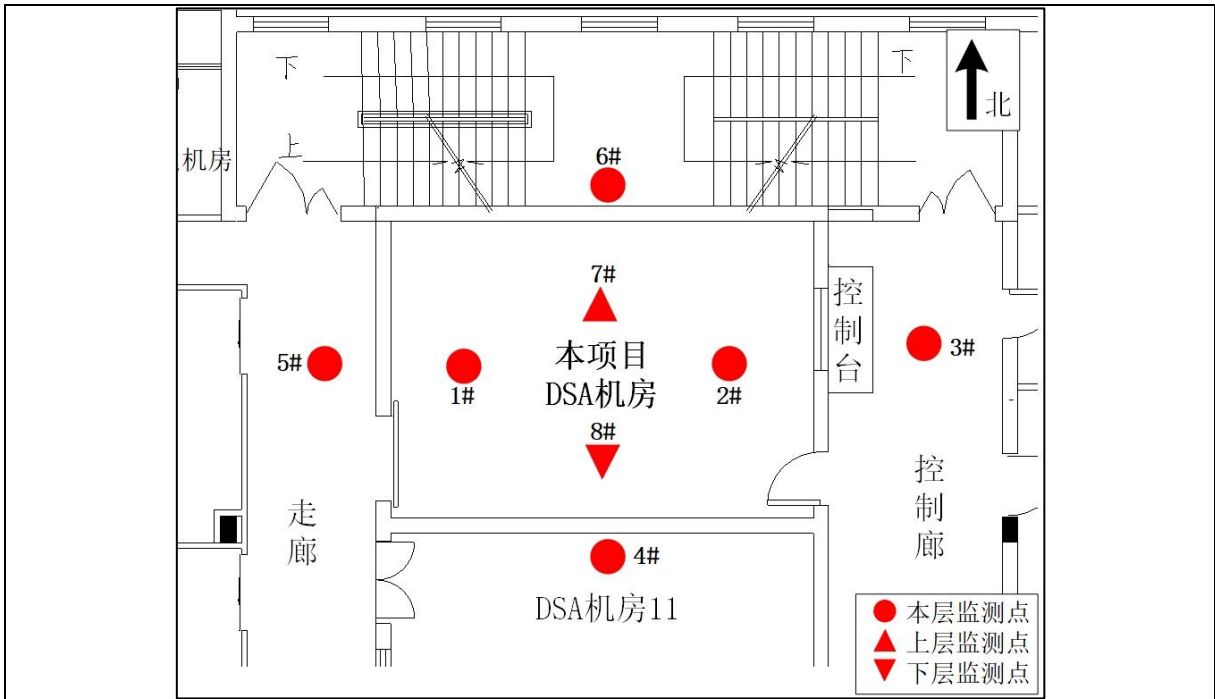 下
下
北
上
机房
6#
7#
控制台
3#
5#
本项目
1#
DSA机房
2#
8#
走廊
控制廊
4#
DSA机房11
本层监测点
上层监测点
下层监测点